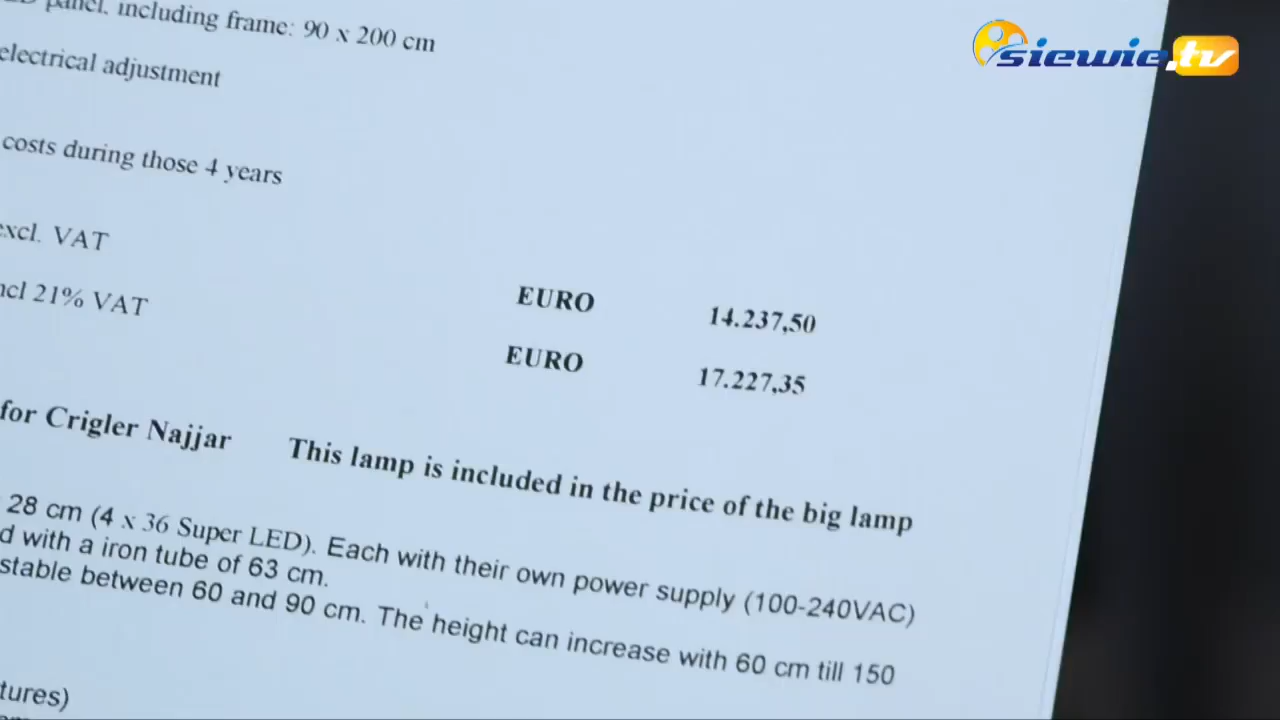 siewie.tv
panel, including frame: 90 x 200 cm
electrical adjustment
costs during those 4 years
excl. VAT
21% VAT
EURO 14.237,50
EURO 17.227,35
for Crigler Najjar This lamp is included in the price of the big lamp
28 cm (4 x 36 Super LED). Each with their own power supply (100-240VAC)
with a iron tube of 63 cm.
between 60 and 90 cm. The height can increase with 60 cm till 150